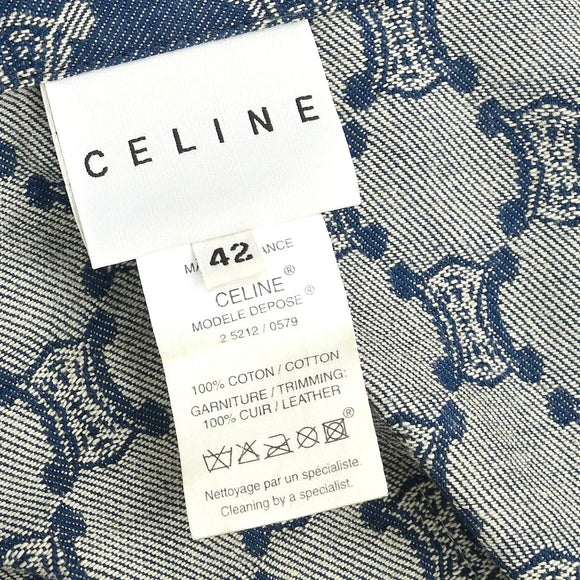 CELINE
42
MA ANCE
CELINE®
MODELE DEPOSE®
2 5212 / 0579
100% COTON / COTTON
GARNITURE / TRIMMING:
100% CUIR / LEATHER
®
Nettoyage par un spécialiste.
Cleaning by a specialist.